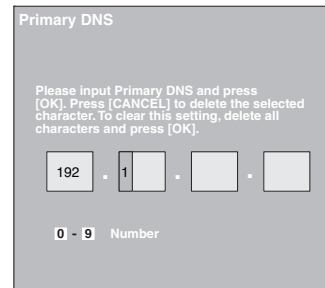 Primary DNS
Please input Primary DNS and press
[OK]. Press [CANCEL] to delete the selected
character. To clear this setting, delete all
characters and press [OK].
192 . 1 . .
0 - 9 Number